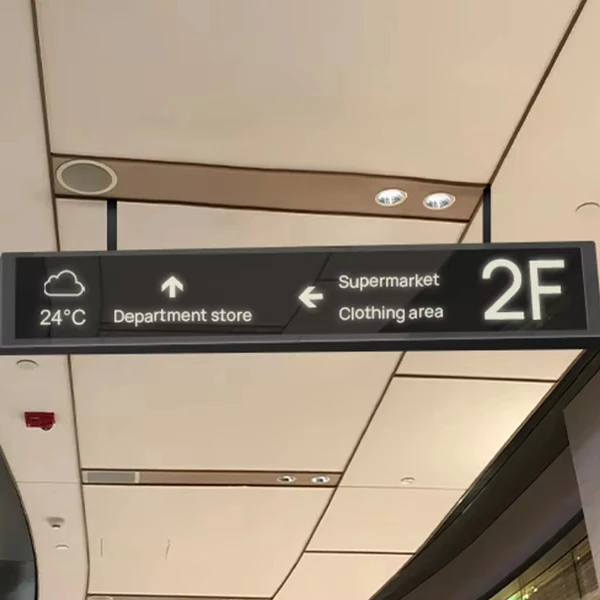 24°C
Department store
Supermarket
Clothing area
2F